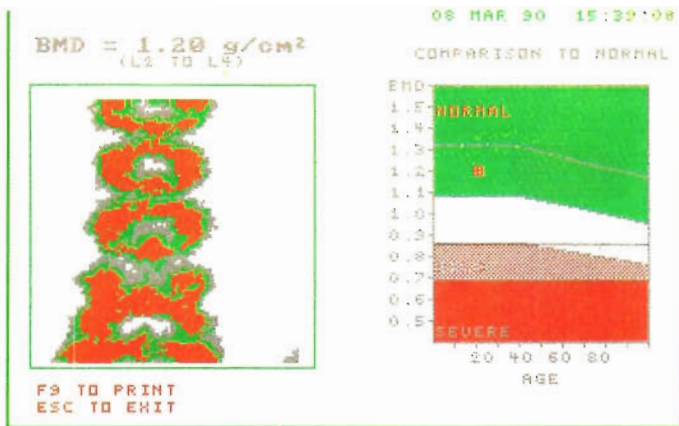 08 MAR 90 15:39:08
BMD = 1.20 g/cm²
(L2 TO L4)
COMPARISON TO NORMAL
BMD
1.5
NORMAL
1.4
1.3
1.2
1.1
1.0
0.9
0.8
0.7
0.6
0.5
SEVERE
20 40 60 80
AGE
F9 TO PRINT
ESC TO EXIT